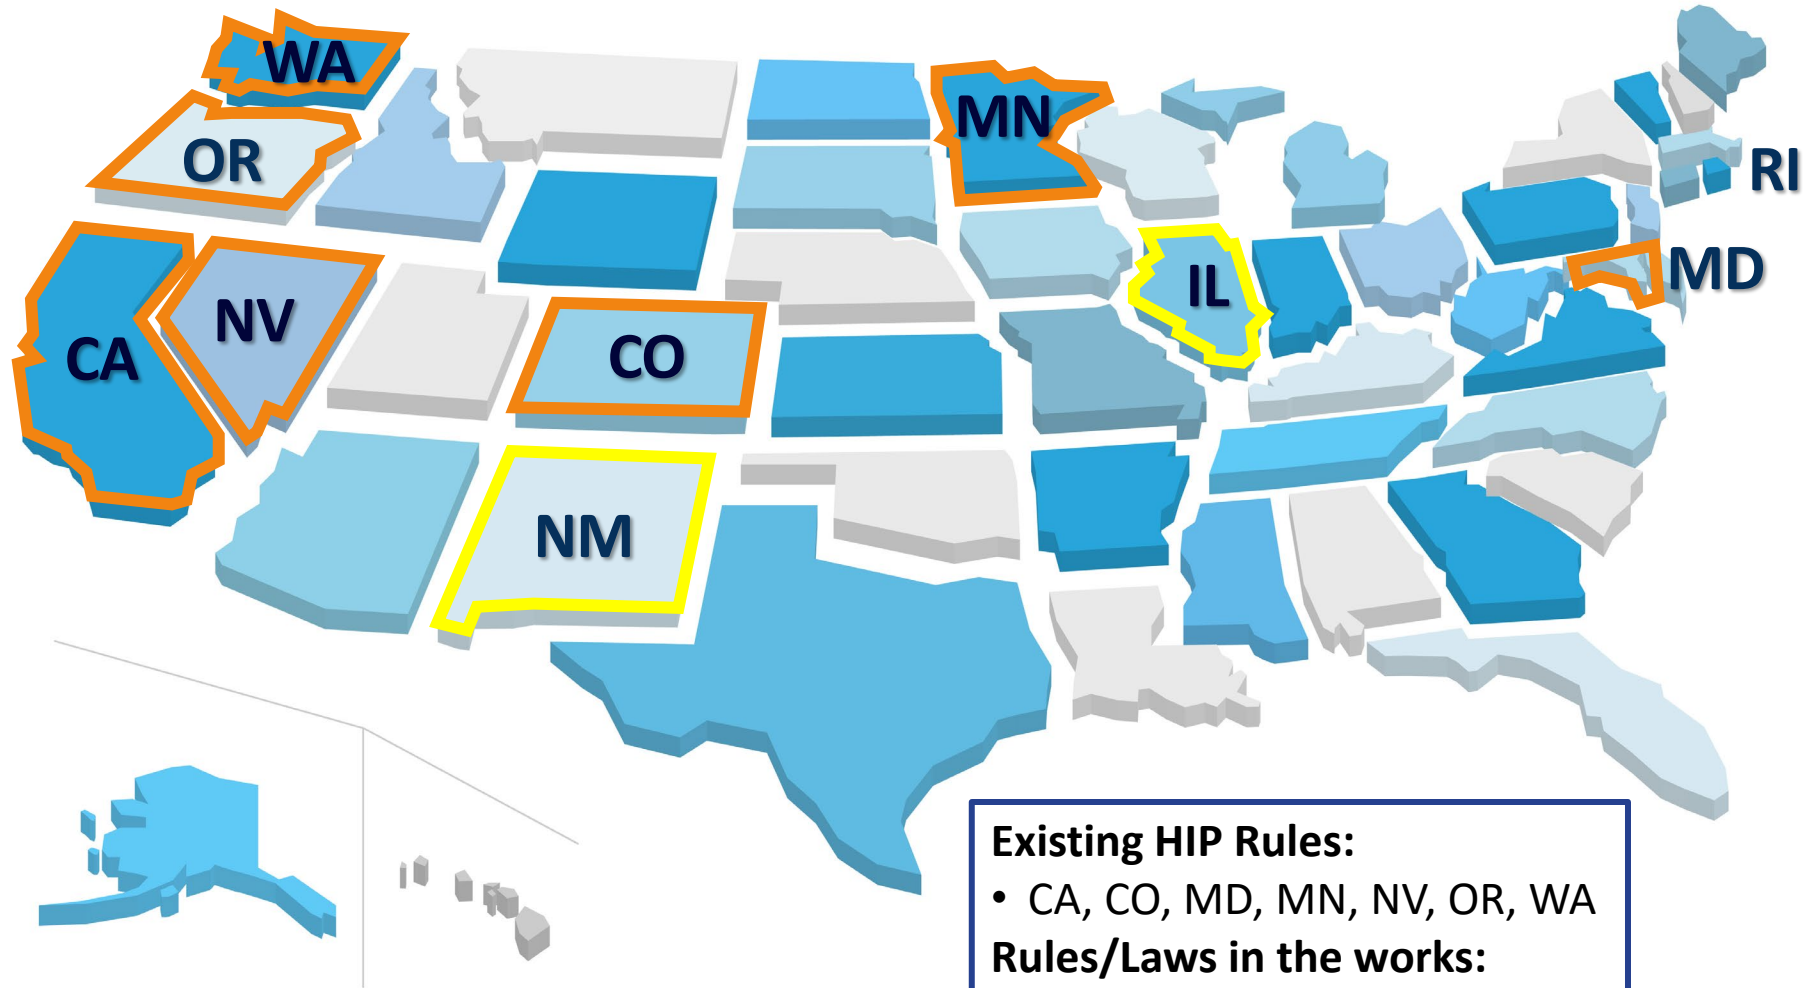 WA
MN
OR
RI
MD
IL
NV
CA
CO
NM
Existing HIP Rules:
• CA, CO, MD, MN, NV, OR, WA
Rules/Laws in the works: